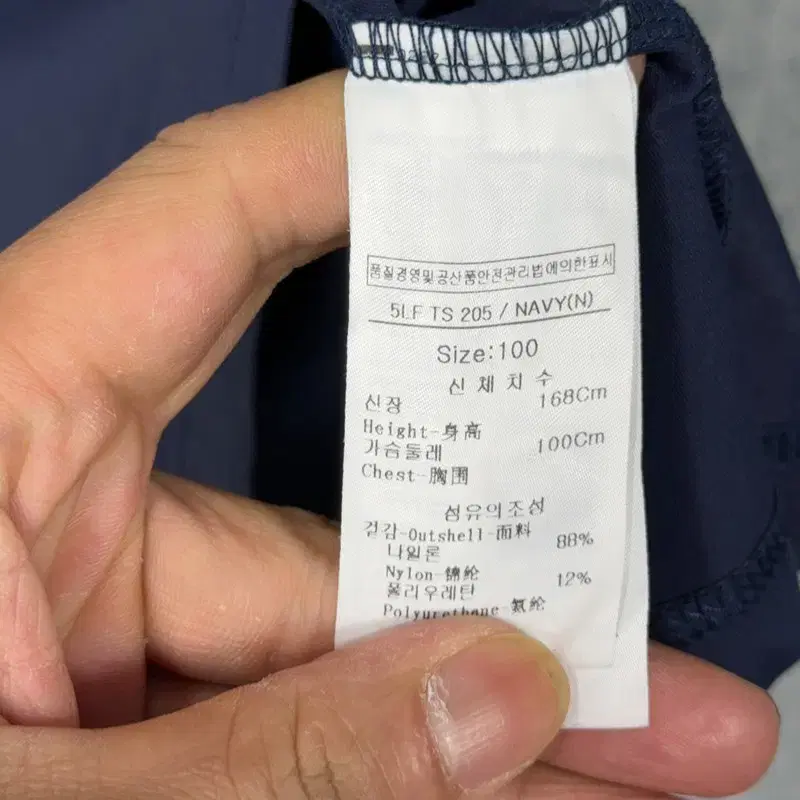 품질경영및공산품안전관리법에의한표시
5LF TS 205 / NAVY(N)
Size:100
신 체 치 수
신장 168Cm
Height-身高
가슴둘레 100Cm
Chest-胸围
섬유의조성
겉감-Outshell-面料
나일론 88%
Nylon-锦纶
폴리우레탄 12%
Polyurethane-氨纶